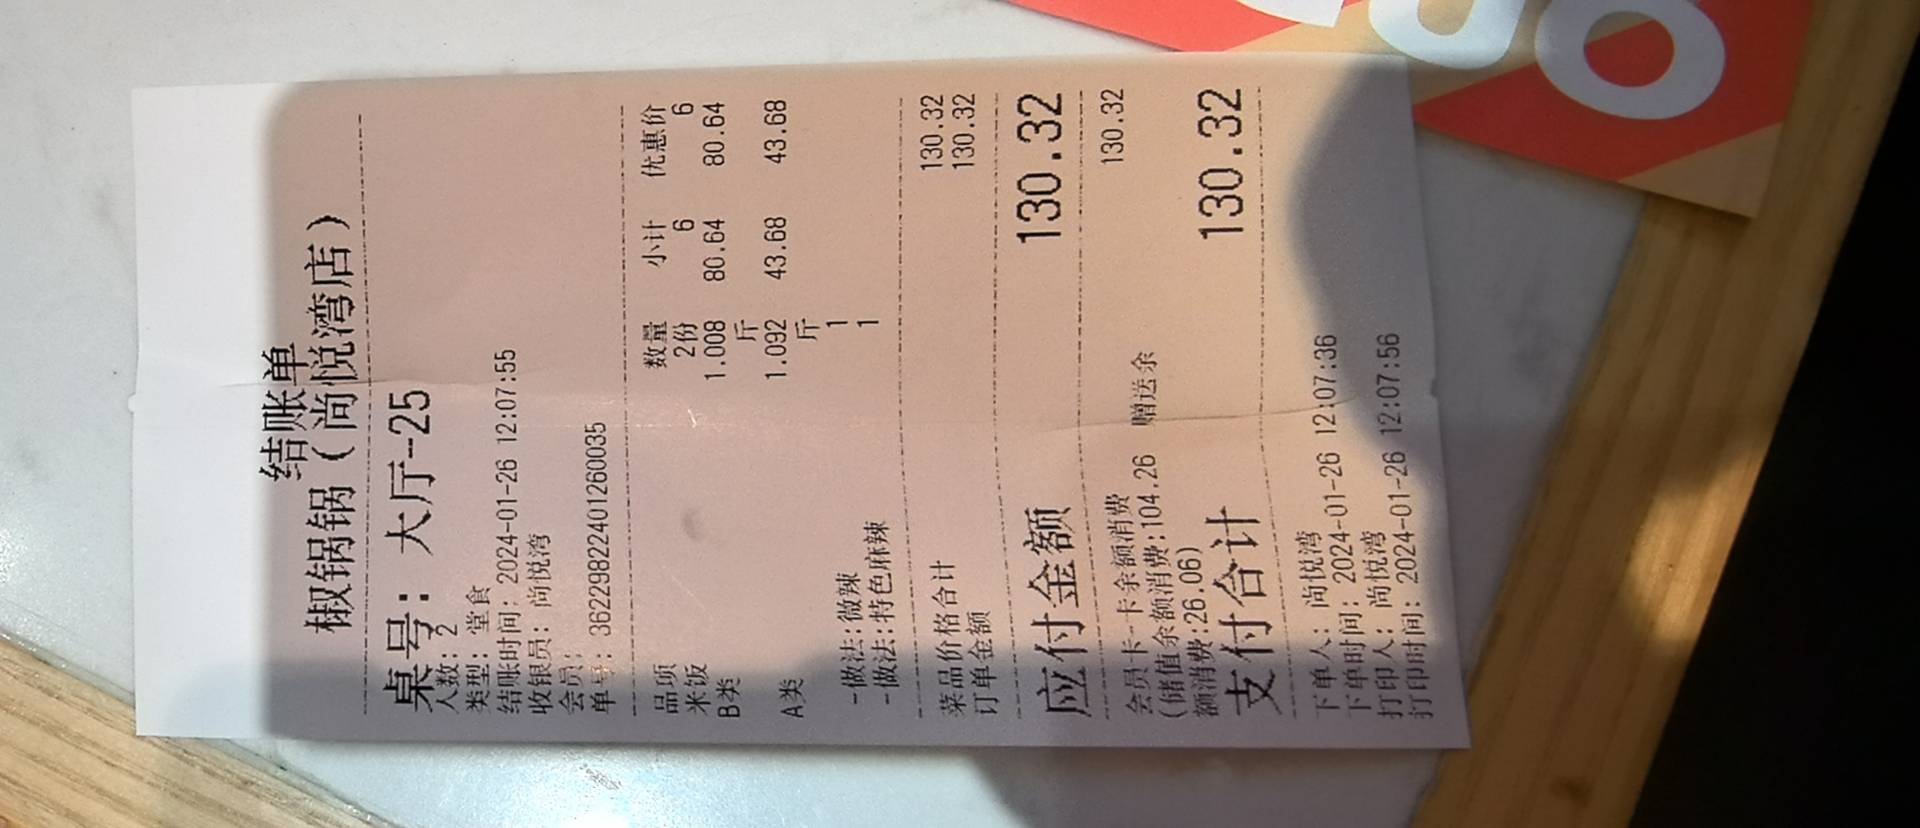 结账单
椒锅锅（尚悦湾店）
桌号：大厅-25
人数：2
类型：堂食
结账时间：2024-01-26 12:07:55
收银员：尚悦湾
会员：
单号：3622298222401260035
品项 数量 小计 优惠价
米饭 2份 6 6
B类 1.008 80.64 80.64
斤
A类 1.092 43.68 43.68
斤
-做法：微辣 1
-做法：特色麻辣 1
菜品价格合计 130.32
订单金额 130.32
应付金额 130.32
会员卡-卡余额消费 130.32
(储值余额消费:104.26 赠送余
额消费:26.06)
支付合计 130.32
下单人：尚悦湾
下单时间：2024-01-26 12:07:36
打印人：尚悦湾
打印时间：2024-01-26 12:07:56